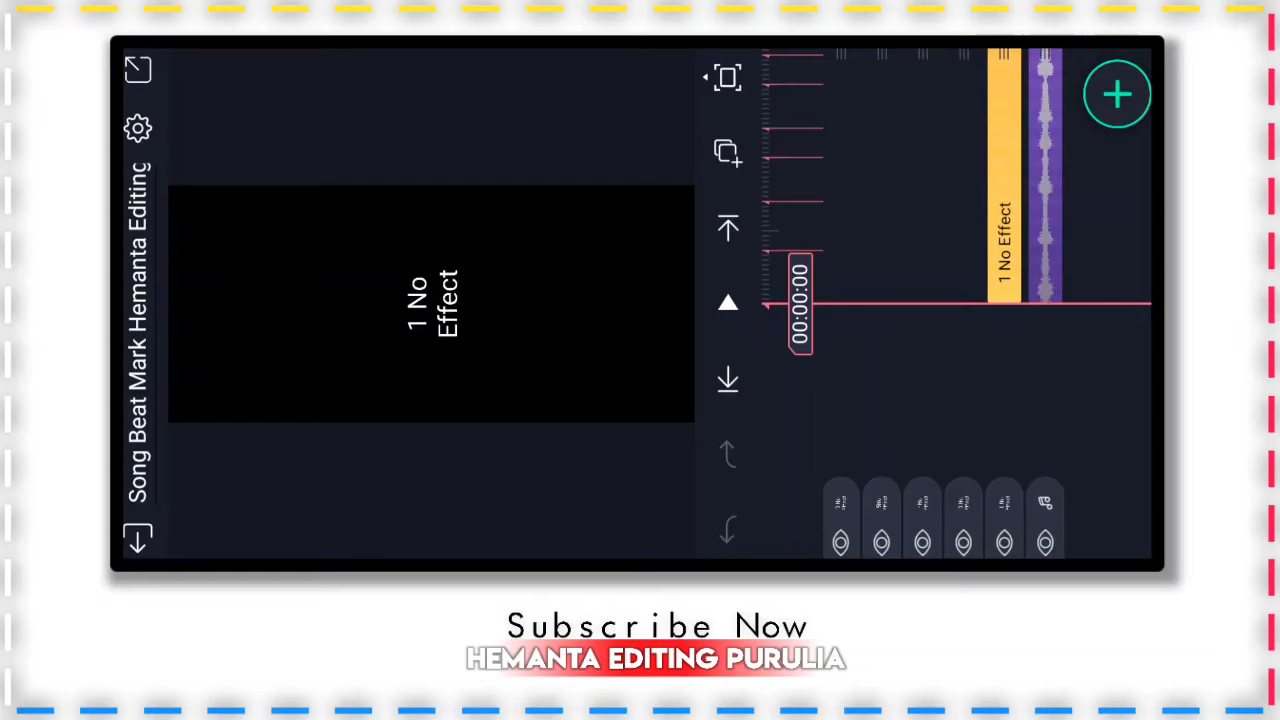 Song Beat Mark Hemanta Editing
1 No
Effect
00:00:00
1 No Effect
Subscribe Now
HEMANTA EDITING PURULIA